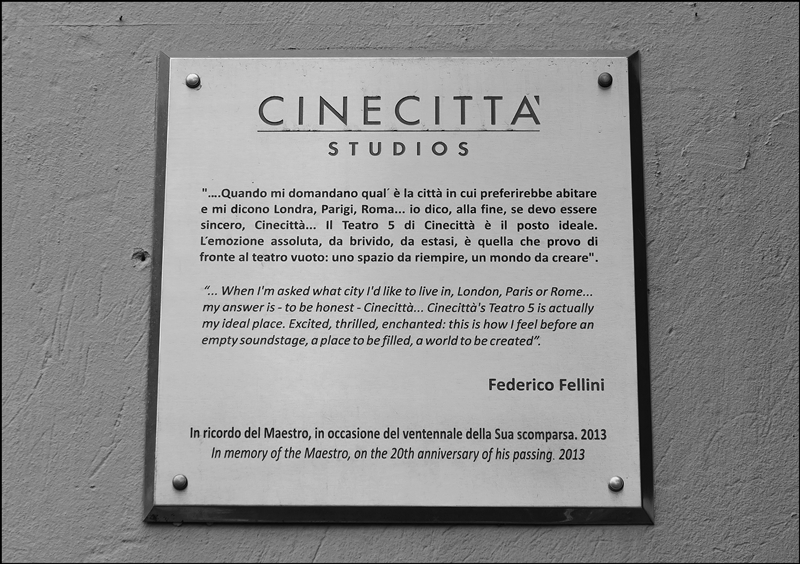 CINECITTÀ
STUDIOS
"....Quando mi domandano qual´ è la città in cui preferirebbe abitare
e mi dicono Londra, Parigi, Roma... io dico, alla fine, se devo essere
sincero, Cinecittà... Il Teatro 5 di Cinecittà è il posto ideale.
L'emozione assoluta, da brivido, da estasi, è quella che provo di
fronte al teatro vuoto: uno spazio da riempire, un mondo da creare".
“... When I'm asked what city I'd like to live in, London, Paris or Rome...
my answer is - to be honest - Cinecittà... Cinecittà's Teatro 5 is actually
my ideal place. Excited, thrilled, enchanted: this is how I feel before an
empty soundstage, a place to be filled, a world to be created”.
Federico Fellini
In ricordo del Maestro, in occasione del ventennale della Sua scomparsa. 2013
In memory of the Maestro, on the 20th anniversary of his passing. 2013